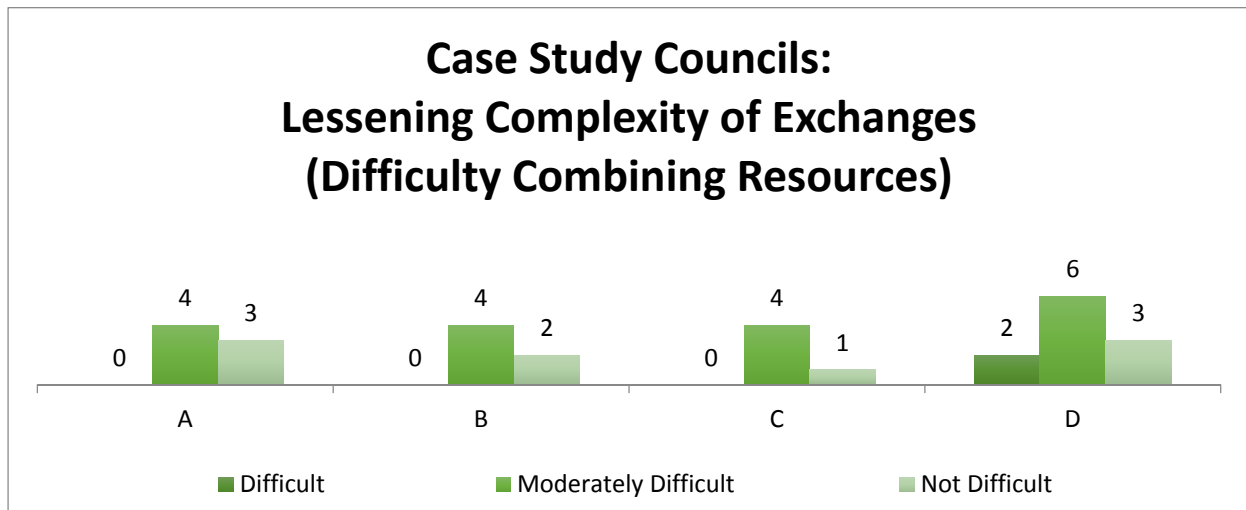 Case Study Councils:
Lessening Complexity of Exchanges
(Difficulty Combining Resources)
0 4 3 0 4 2 0 4 1 2 6 3
A B C D
Difficult Moderately Difficult Not Difficult